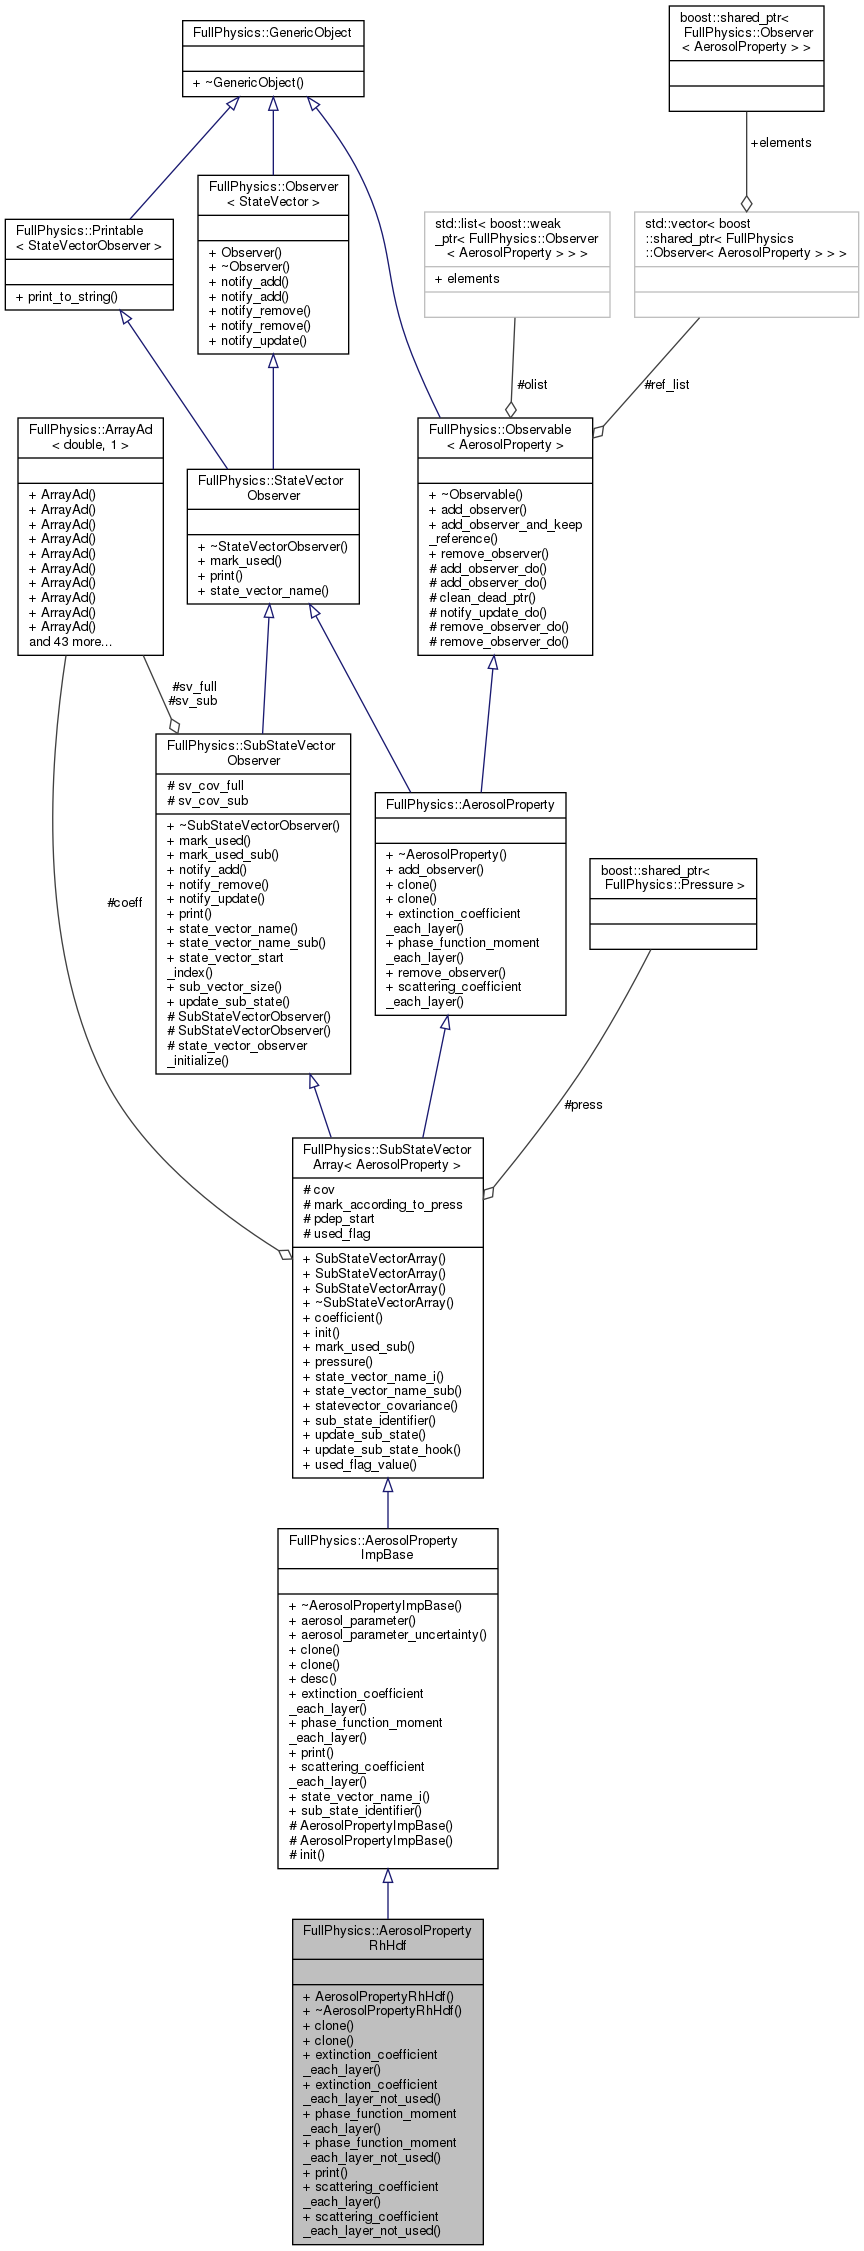 FullPhysics::GenericObject
+ ~GenericObject()
boost::shared_ptr<
FullPhysics::Observer
< AerosolProperty > >
+elements
FullPhysics::Observer
< StateVector >
+ Observer()
+ ~Observer()
+ notify_add()
+ notify_add()
+ notify_remove()
+ notify_remove()
+ notify_update()
FullPhysics::Printable
< StateVectorObserver >
+ print_to_string()
std::list< boost::weak
_ptr< FullPhysics::Observer
< AerosolProperty > > >
+ elements
std::vector< boost
::shared_ptr< FullPhysics
::Observer< AerosolProperty > > >
#olist
#ref_list
FullPhysics::ArrayAd
< double, 1 >
+ ArrayAd()
+ ArrayAd()
+ ArrayAd()
+ ArrayAd()
+ ArrayAd()
+ ArrayAd()
+ ArrayAd()
+ ArrayAd()
+ ArrayAd()
+ ArrayAd()
and 43 more...
FullPhysics::StateVector
Observer
+ ~StateVectorObserver()
+ mark_used()
+ print()
+ state_vector_name()
FullPhysics::Observable
< AerosolProperty >
+ ~Observable()
+ add_observer()
+ add_observer_and_keep
_reference()
+ remove_observer()
# add_observer_do()
# add_observer_do()
# clean_dead_ptr()
# notify_update_do()
# remove_observer_do()
# remove_observer_do()
#sv_full
#sv_sub
FullPhysics::SubStateVector
Observer
# sv_cov_full
# sv_cov_sub
+ ~SubStateVectorObserver()
+ mark_used()
+ mark_used_sub()
+ notify_add()
+ notify_remove()
+ notify_update()
+ print()
+ state_vector_name()
+ state_vector_name_sub()
+ state_vector_start
_index()
+ sub_vector_size()
+ update_sub_state()
# SubStateVectorObserver()
# SubStateVectorObserver()
# state_vector_observer
_initialize()
FullPhysics::AerosolProperty
+ ~AerosolProperty()
+ add_observer()
+ clone()
+ clone()
+ extinction_coefficient
_each_layer()
+ phase_function_moment
_each_layer()
+ remove_observer()
+ scattering_coefficient
_each_layer()
boost::shared_ptr<
FullPhysics::Pressure >
#coeff
#press
FullPhysics::SubStateVector
Array< AerosolProperty >
# cov
# mark_according_to_press
# pdep_start
# used_flag
+ SubStateVectorArray()
+ SubStateVectorArray()
+ SubStateVectorArray()
+ ~SubStateVectorArray()
+ coefficient()
+ init()
+ mark_used_sub()
+ pressure()
+ state_vector_name_i()
+ state_vector_name_sub()
+ statevector_covariance()
+ sub_state_identifier()
+ update_sub_state()
+ update_sub_state_hook()
+ used_flag_value()
FullPhysics::AerosolProperty
ImpBase
+ ~AerosolPropertyImpBase()
+ aerosol_parameter()
+ aerosol_parameter_uncertainty()
+ clone()
+ clone()
+ desc()
+ extinction_coefficient
_each_layer()
+ phase_function_moment
_each_layer()
+ print()
+ scattering_coefficient
_each_layer()
+ state_vector_name_i()
+ sub_state_identifier()
# AerosolPropertyImpBase()
# AerosolPropertyImpBase()
# init()
FullPhysics::AerosolProperty
RhHdf
+ AerosolPropertyRhHdf()
+ ~AerosolPropertyRhHdf()
+ clone()
+ clone()
+ extinction_coefficient
_each_layer()
+ extinction_coefficient
_each_layer_not_used()
+ phase_function_moment
_each_layer()
+ phase_function_moment
_each_layer_not_used()
+ print()
+ scattering_coefficient
_each_layer()
+ scattering_coefficient
_each_layer_not_used()